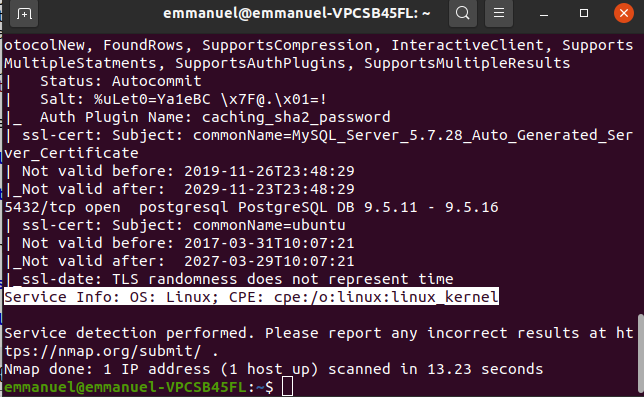 emmanuel@emmanuel-VPCSB45FL: ~
otocolNew, FoundRows, SupportsCompression, InteractiveClient, Supports
MultipleStatments, SupportsAuthPlugins, SupportsMultipleResults
|   Status: Autocommit
|   Salt: %uLet0=Ya1eBC \x7F@.\x01=!
|_  Auth Plugin Name: caching_sha2_password
| ssl-cert: Subject: commonName=MySQL_Server_5.7.28_Auto_Generated_Ser
ver_Certificate
| Not valid before: 2019-11-26T23:48:29
|_Not valid after:  2029-11-23T23:48:29
5432/tcp open  postgresql PostgreSQL DB 9.5.11 - 9.5.16
| ssl-cert: Subject: commonName=ubuntu
| Not valid before: 2017-03-31T10:07:21
|_Not valid after:  2027-03-29T10:07:21
|_ssl-date: TLS randomness does not represent time
Service Info: OS: Linux; CPE: cpe:/o:linux:linux_kernel
Service detection performed. Please report any incorrect results at ht
tps://nmap.org/submit/ .
Nmap done: 1 IP address (1 host up) scanned in 13.23 seconds
emmanuel@emmanuel-VPCSB45FL:~$